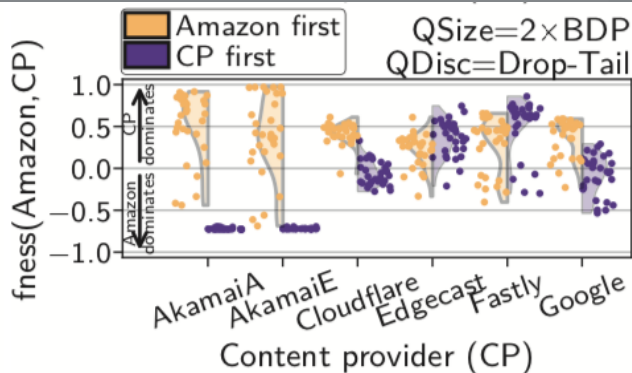 Amazon first
CP first
QSize=2×BDP
QDisc=Drop-Tail
fness(Amazon,CP)
1.0
0.5
0.0
−0.5
−1.0
CP
dominates
Amazon
dominates
AkamaiA
AkamaiE
Cloudflare
Edgecast
Fastly
Google
Content provider (CP)